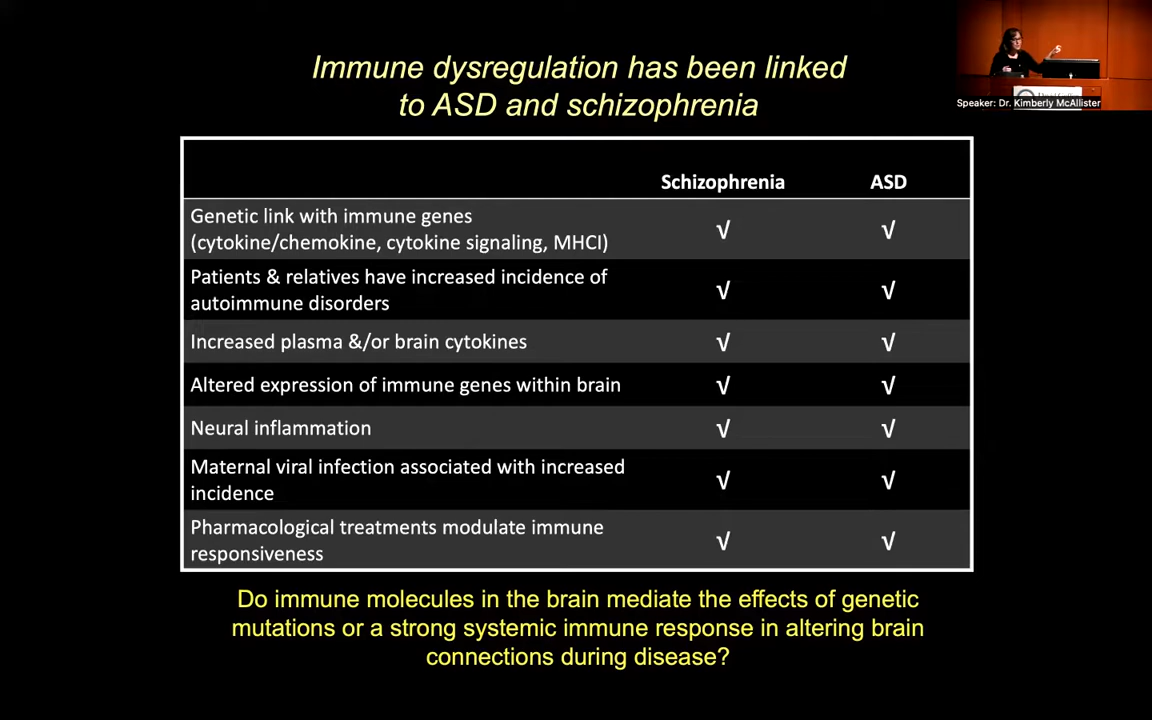 Immune dysregulation has been linked
to ASD and schizophrenia
Speaker: Dr. Kimberly McAllister
Schizophrenia ASD
Genetic link with immune genes
(cytokine/chemokine, cytokine signaling, MHCI) √ √
Patients & relatives have increased incidence of
autoimmune disorders √ √
Increased plasma &/or brain cytokines √ √
Altered expression of immune genes within brain √ √
Neural inflammation √ √
Maternal viral infection associated with increased
incidence √ √
Pharmacological treatments modulate immune
responsiveness √ √
Do immune molecules in the brain mediate the effects of genetic
mutations or a strong systemic immune response in altering brain
connections during disease?